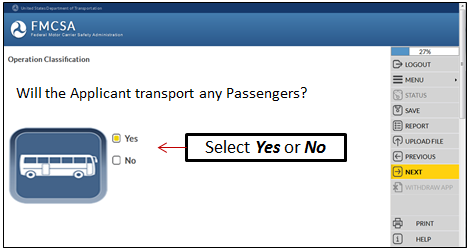 United States Department of Transportation
FMCSA
Federal Motor Carrier Safety Administration
27%
Operation Classification
LOGOUT
MENU
Will the Applicant transport any Passengers?
STATUS
SAVE
REPORT
Yes
Select Yes or No
UPLOAD FILE
No
PREVIOUS
NEXT
WITHDRAW APP
PRINT
HELP